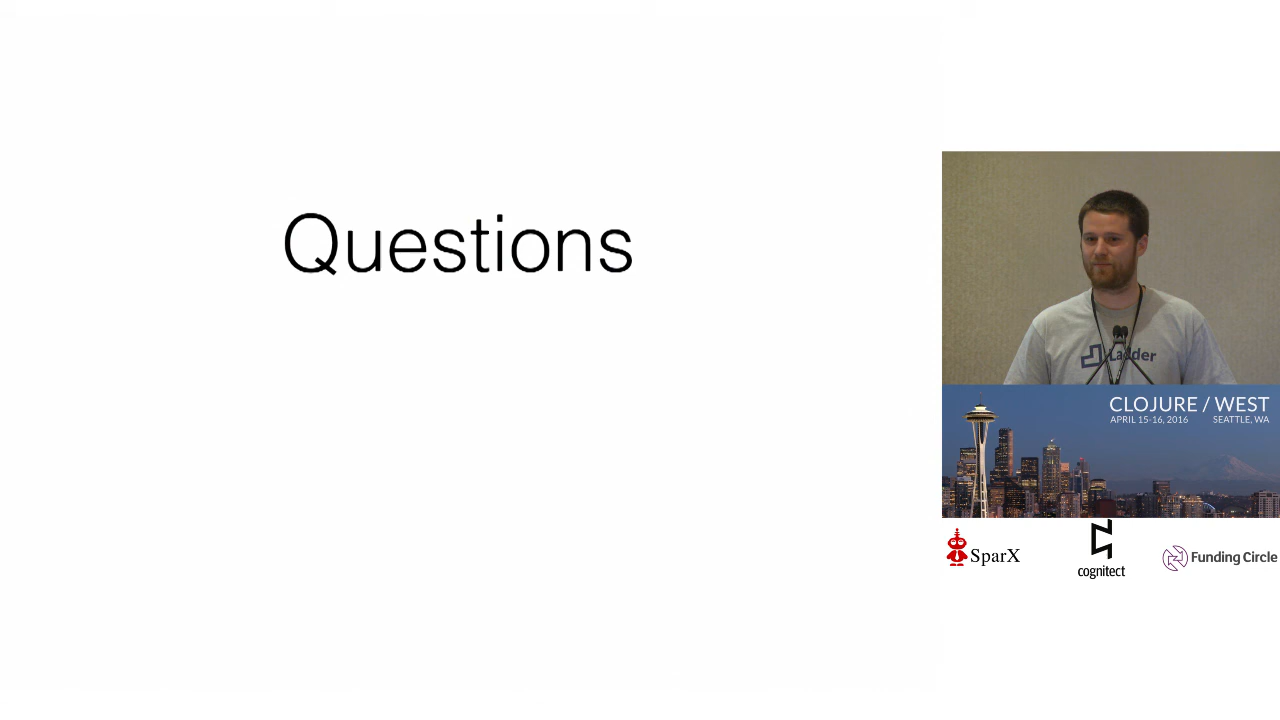 Questions
Ladder
CLOJURE / WEST
APRIL 15-16, 2016 SEATTLE, WA
SparX
cognitect
Funding Circle